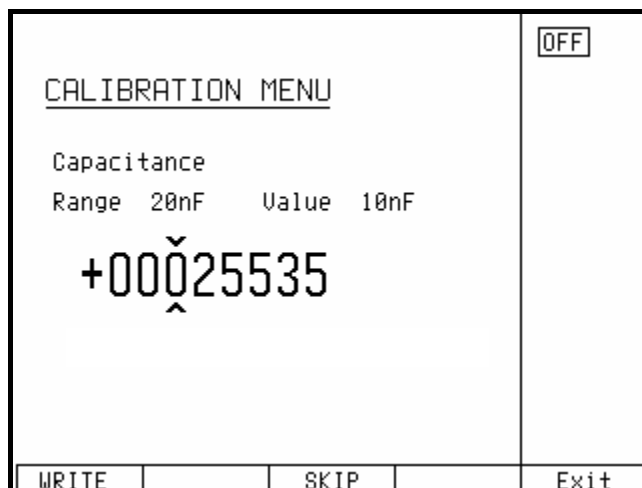 OFF
CALIBRATION MENU
Capacitance
Range 20nF Value 10nF
+00025535
WRITE SKIP Exit